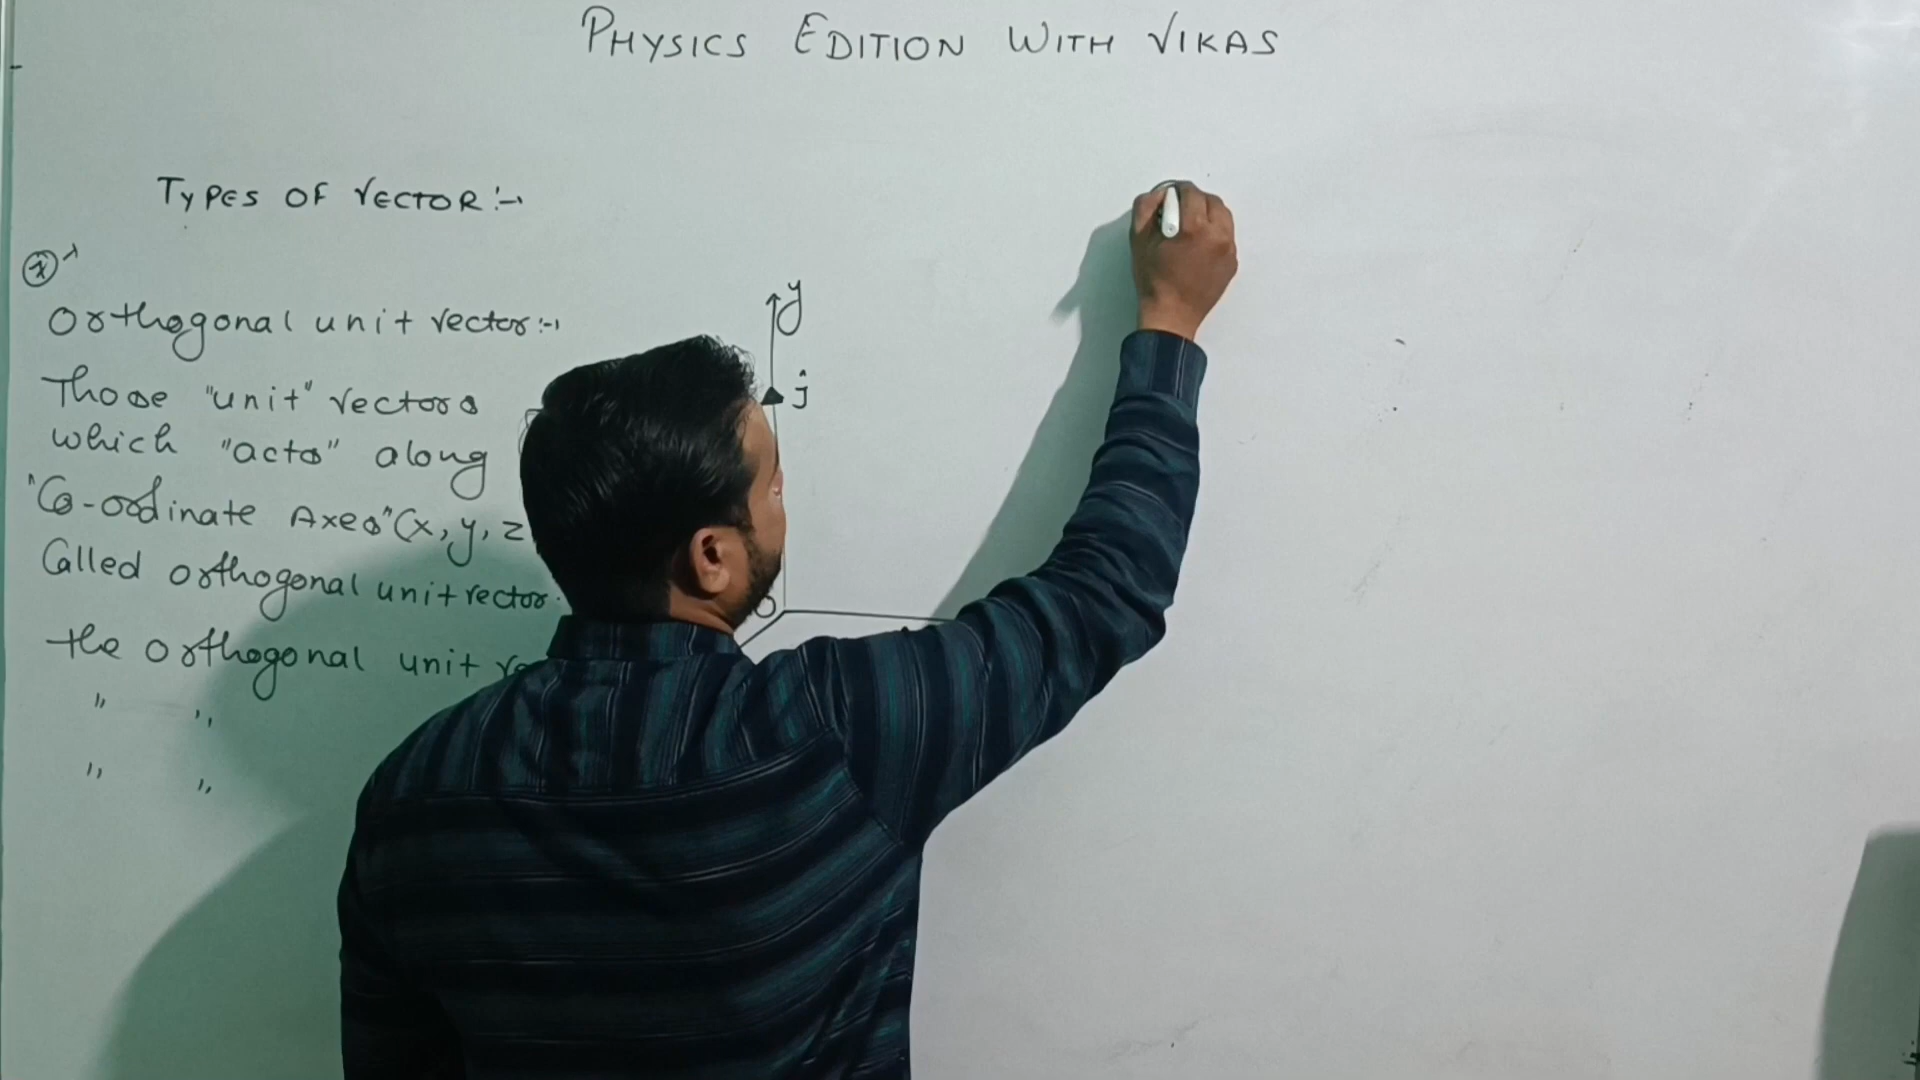 PHYSICS EDITION WITH VIKAS
TYPES OF VECTOR:-
Orthogonal unit vector:-
Those "unit" vectors
which "acts" along
"Co-ordinate Axes" (x, y, z
Called orthogonal unit vector.
the orthogonal unit ve
" "
" "
y
ĵ
O